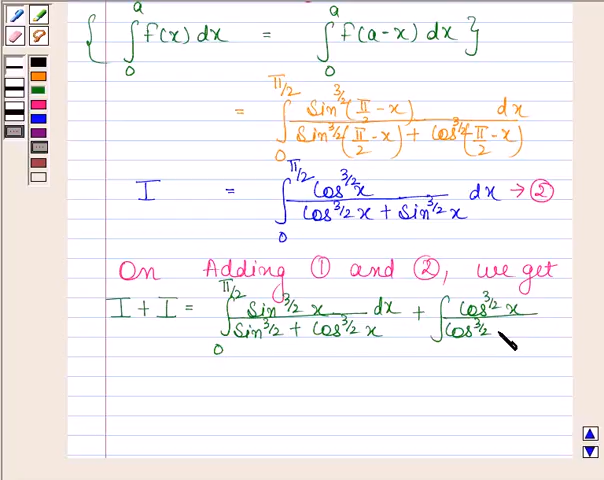 { ∫₀ᵃ f(x) dx = ∫₀ᵃ f(a-x) dx }
= ∫₀^{π/2} Sin^{3/2}(π/2 - x) / Sin^{3/2}(π/2 - x) + Cos^{3/2}(π/2 - x) dx
I = ∫₀^{π/2} Cos^{3/2}x / Cos^{3/2}x + Sin^{3/2}x dx → ②
On Adding ① and ②, we get
I + I = ∫₀^{π/2} Sin^{3/2} x / Sin^{3/2} + Cos^{3/2} x dx + ∫ Cos^{3/2} x / Cos^{3/2}